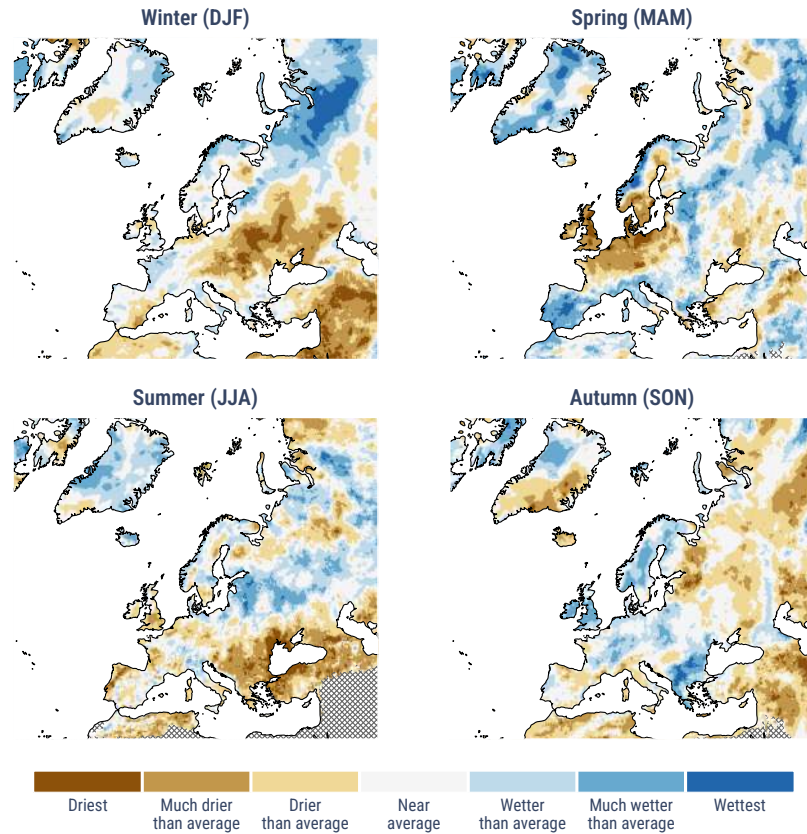 Winter (DJF)
Spring (MAM)
Summer (JJA)
Autumn (SON)
Driest
Much drier
than average
Drier
than average
Near
average
Wetter
than average
Much wetter
than average
Wettest